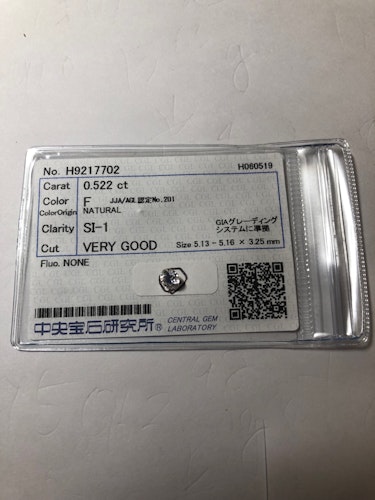 No. H9217702 H060519
Carat 0.522 ct
Color F JJA/AGL認定No.201
ColorOrigin NATURAL
Clarity SI-1 GIAグレーディング
システムに準拠
Cut VERY GOOD Size 5.13 - 5.16 × 3.25 mm
Fluo. NONE
中央宝石研究所® CENTRAL GEM
LABORATORY